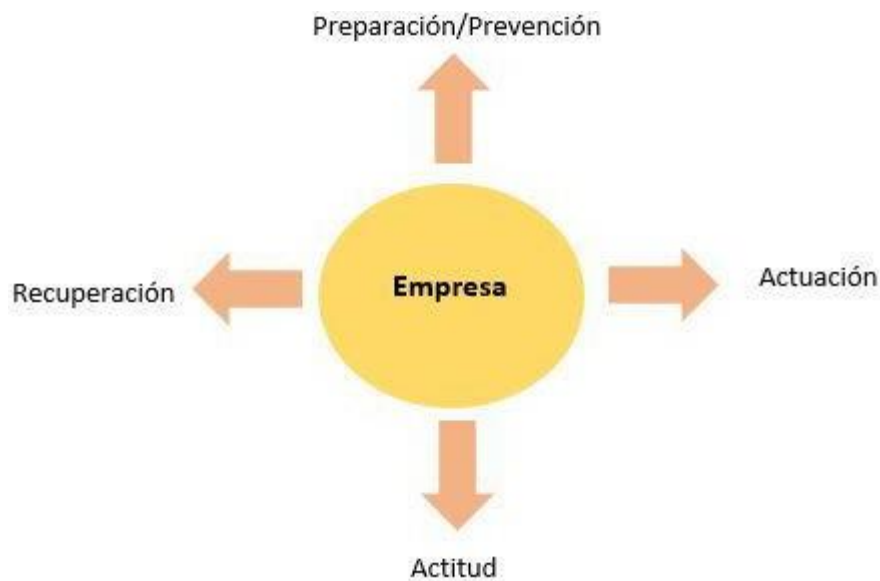 Preparación/Prevención
Recuperación
Empresa
Actuación
Actitud